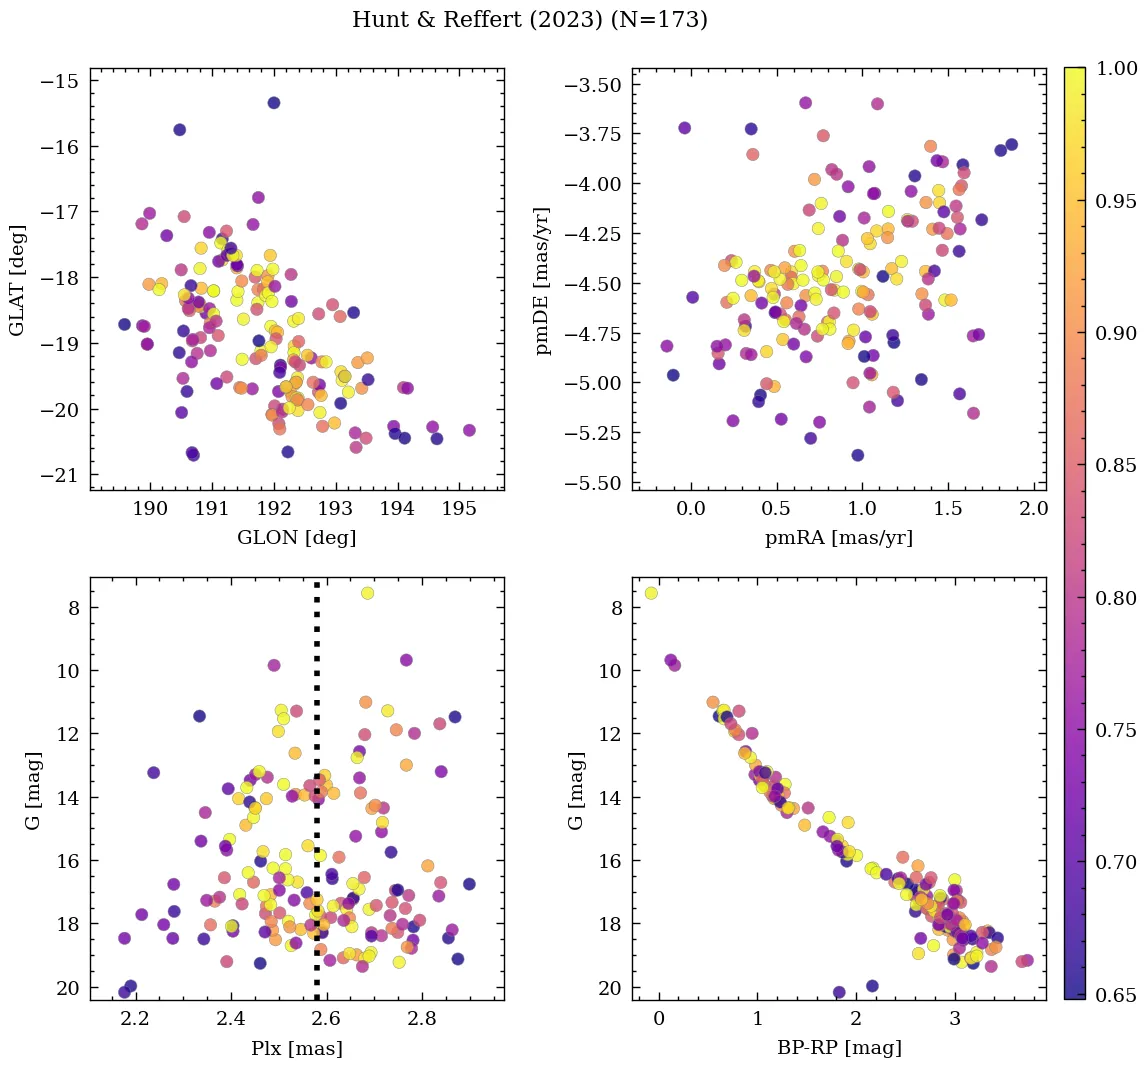 Hunt & Reffert (2023) (N=173)
−15
−16
−17
−18
−19
−20
−21
GLAT [deg]
190 191 192 193 194 195
GLON [deg]
−3.50
−3.75
−4.00
−4.25
−4.50
−4.75
−5.00
−5.25
−5.50
pmDE [mas/yr]
0.0 0.5 1.0 1.5 2.0
pmRA [mas/yr]
8
10
12
14
16
18
20
G [mag]
2.2 2.4 2.6 2.8
Plx [mas]
8
10
12
14
16
18
20
G [mag]
0 1 2 3
BP-RP [mag]
1.00
0.95
0.90
0.85
0.80
0.75
0.70
0.65